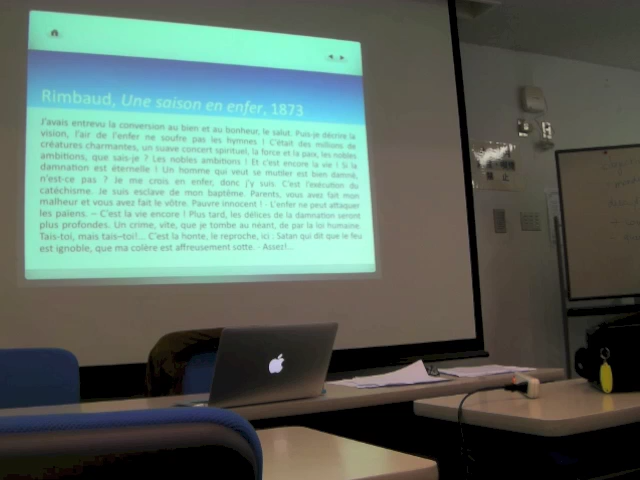 Rimbaud, Une saison en enfer, 1873
J'avais entrevu la conversion au bien et au bonheur, le salut. Puis-je décrire la
vision, l'air de l'enfer ne soufre pas les hymnes ! C'était des millions de
créatures charmantes, un suave concert spirituel, la force et la paix, les nobles
ambitions, que sais-je ? Les nobles ambitions ! Et c'est encore la vie ! Si la
damnation est éternelle ! Un homme qui veut se mutiler est bien damné,
n'est-ce pas ? Je me crois en enfer, donc j'y suis. C'est l'exécution du
catéchisme. Je suis esclave de mon baptême. Parents, vous avez fait mon
malheur et vous avez fait le vôtre. Pauvre innocent ! - L'enfer ne peut attaquer
les païens. – C'est la vie encore ! Plus tard, les délices de la damnation seront
plus profondes. Un crime, vite, que je tombe au néant, de par la loi humaine.
Tais-toi, mais tais–toi!... C'est la honte, le reproche, ici : Satan qui dit que le feu
est ignoble, que ma colère est affreusement sotte. - Assez!...